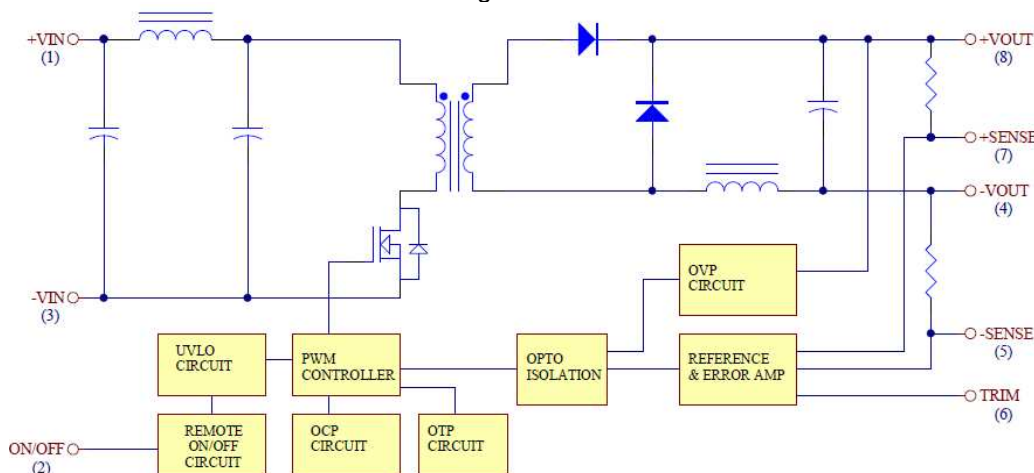 +VIN
(1)
+VOUT
(8)
+SENSE
(7)
-VOUT
(4)
OVP
CIRCUIT
-VIN
(3)
-SENSE
(5)
UVLO
CIRCUIT
PWM
CONTROLLER
OPTO
ISOLATION
REFERENCE
& ERROR AMP
TRIM
(6)
REMOTE
ON/OFF
CIRCUIT
OCP
CIRCUIT
OTP
CIRCUIT
ON/OFF
(2)